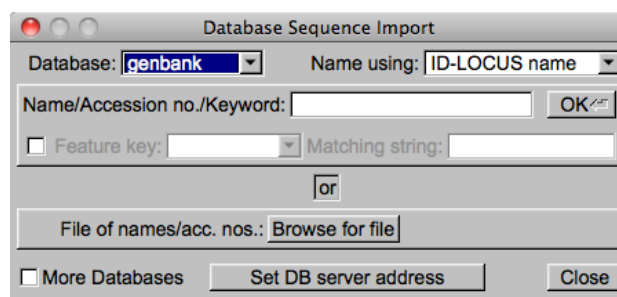 Database Sequence Import
Database: genbank Name using: ID-LOCUS name
Name/Accession no./Keyword: OK
Feature key: Matching string:
or
File of names/acc. nos.: Browse for file
More Databases Set DB server address Close